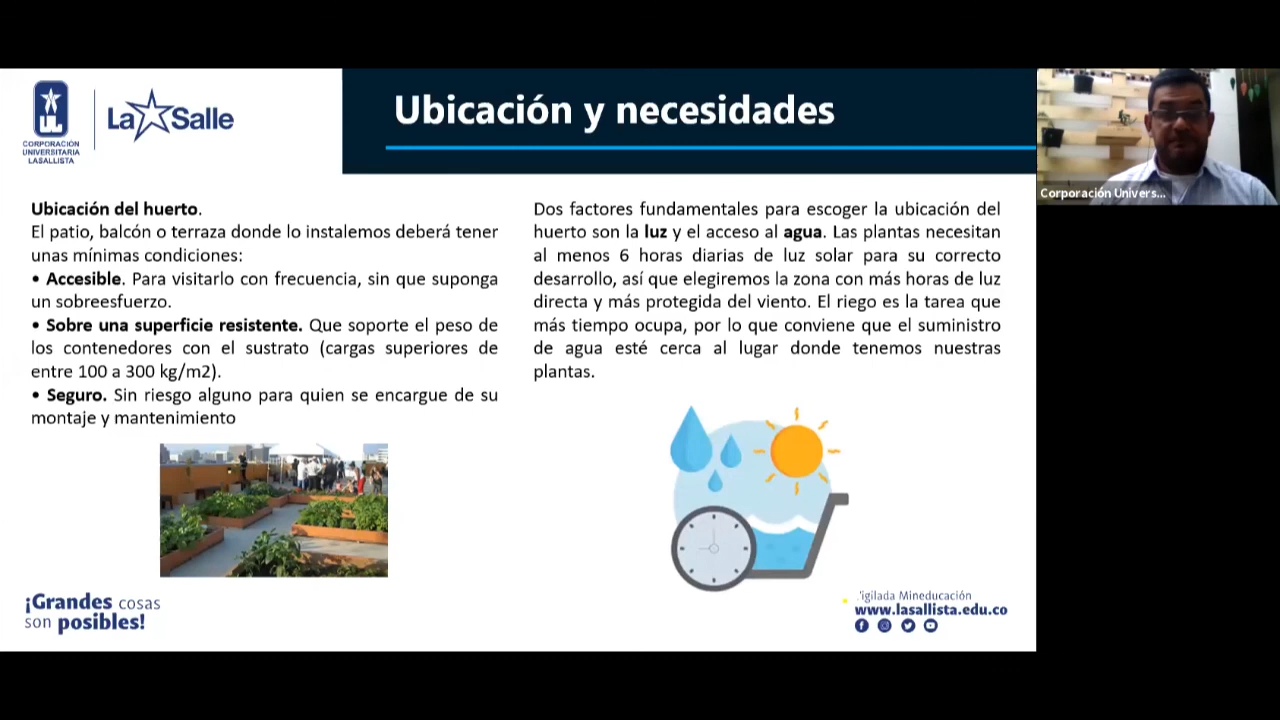 CORPORACIÓN
UNIVERSITARIA
LASALLISTA
La Salle
Ubicación y necesidades
Corporación Univers...
Ubicación del huerto.
El patio, balcón o terraza donde lo instalemos deberá tener
unas mínimas condiciones:
• Accesible. Para visitarlo con frecuencia, sin que suponga
un sobreesfuerzo.
• Sobre una superficie resistente. Que soporte el peso de
los contenedores con el sustrato (cargas superiores de
entre 100 a 300 kg/m2).
• Seguro. Sin riesgo alguno para quien se encargue de su
montaje y mantenimiento
Dos factores fundamentales para escoger la ubicación del
huerto son la luz y el acceso al agua. Las plantas necesitan
al menos 6 horas diarias de luz solar para su correcto
desarrollo, así que elegiremos la zona con más horas de luz
directa y más protegida del viento. El riego es la tarea que
más tiempo ocupa, por lo que conviene que el suministro
de agua esté cerca al lugar donde tenemos nuestras
plantas.
¡Grandes cosas
son posibles!
igilada Mineducación
www.lasallista.edu.co